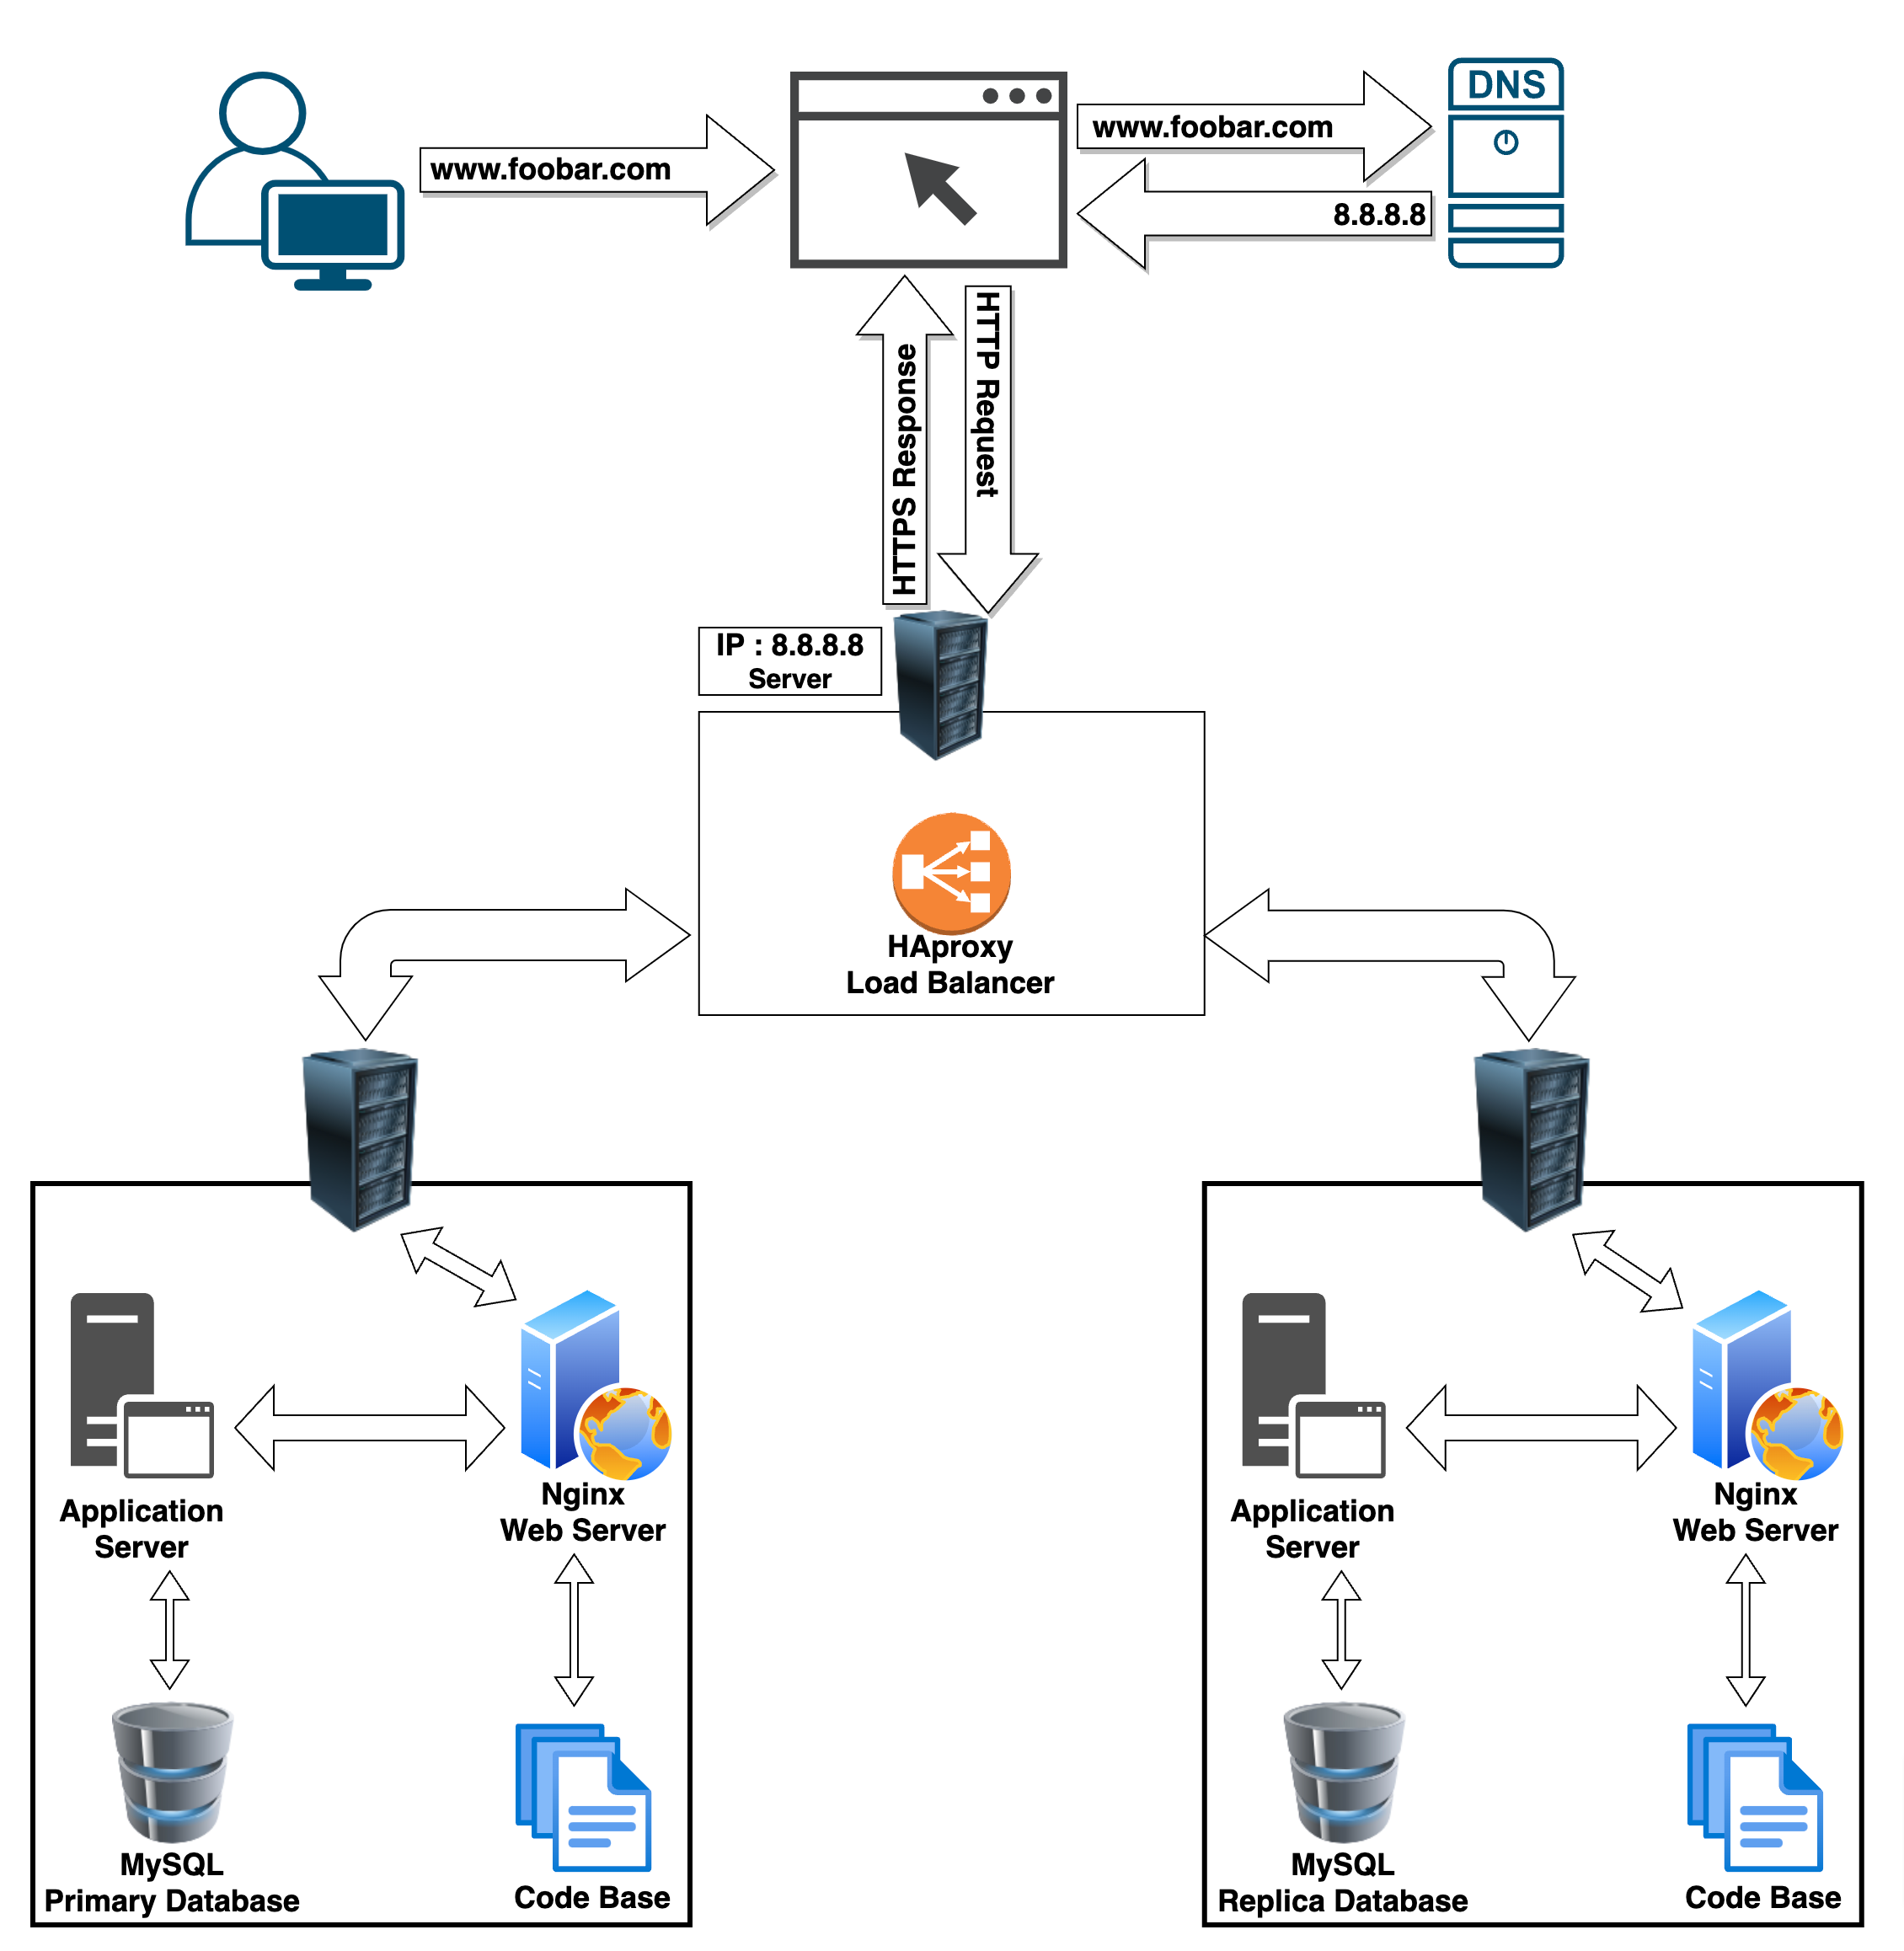 DNS
www.foobar.com
www.foobar.com
8.8.8.8
HTTPS Response
HTTP Request
IP : 8.8.8.8
Server
HAproxy
Load Balancer
Application
Server
Nginx
Web Server
MySQL
Primary Database
Code Base
Application
Server
Nginx
Web Server
MySQL
Replica Database
Code Base